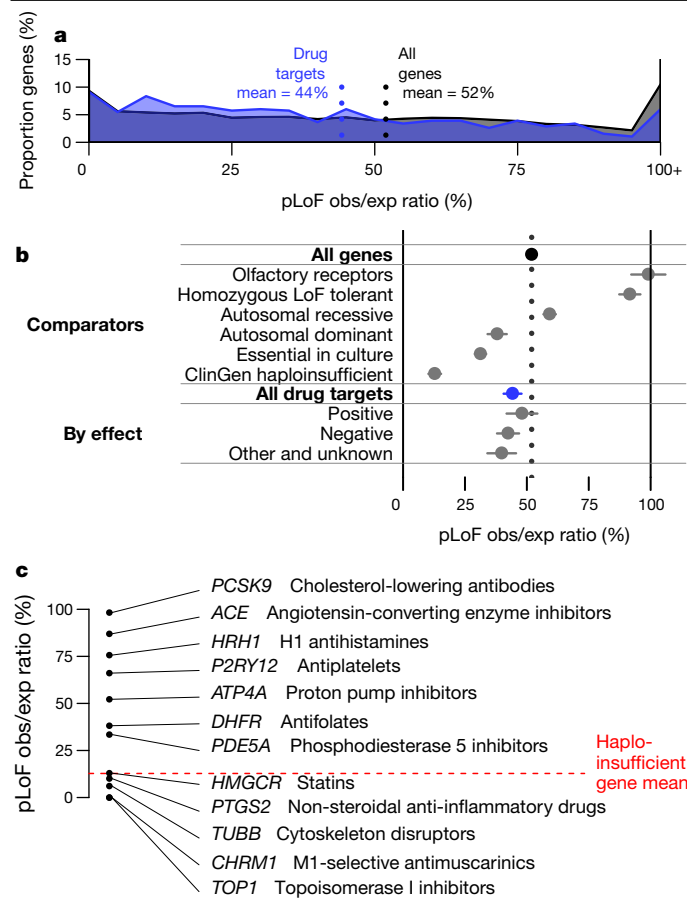 a
Proportion genes (%)
Drug
targets
mean = 44%
All
genes
mean = 52%
15
10
5
0
0 25 50 75 100+
pLoF obs/exp ratio (%)
b
All genes
Comparators
Olfactory receptors
Homozygous LoF tolerant
Autosomal recessive
Autosomal dominant
Essential in culture
ClinGen haploinsufficient
All drug targets
By effect
Positive
Negative
Other and unknown
0 25 50 75 100
pLoF obs/exp ratio (%)
c
pLoF obs/exp ratio (%)
100
75
50
25
0
PCSK9 Cholesterol-lowering antibodies
ACE Angiotensin-converting enzyme inhibitors
HRH1 H1 antihistamines
P2RY12 Antiplatelets
ATP4A Proton pump inhibitors
DHFR Antifolates
PDE5A Phosphodiesterase 5 inhibitors
Haplo-
insufficient
gene mean
HMGCR Statins
PTGS2 Non-steroidal anti-inflammatory drugs
TUBB Cytoskeleton disruptors
CHRM1 M1-selective antimuscarinics
TOP1 Topoisomerase I inhibitors